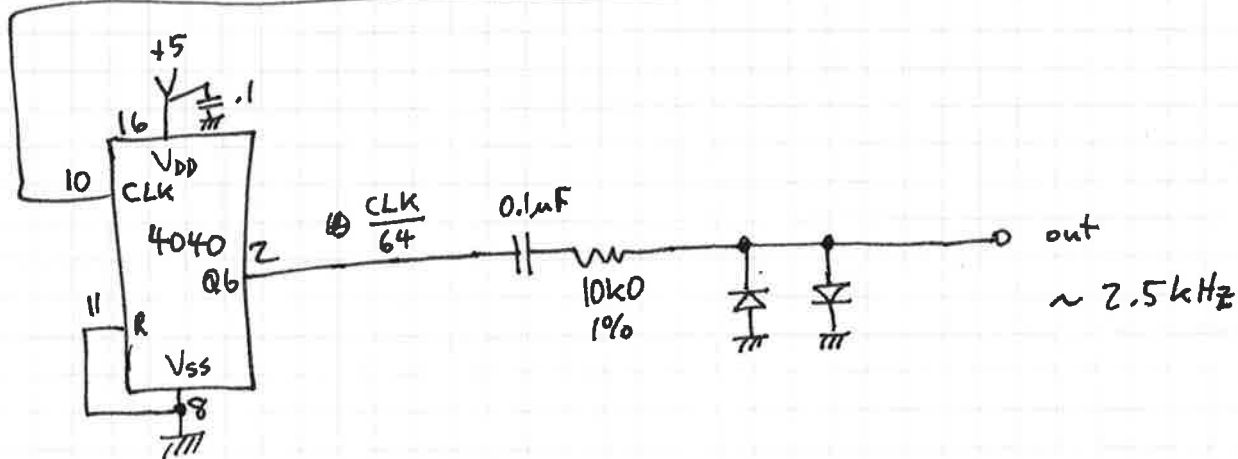 +5
.1
16
VDD
10
CLK
4040
2
Q6
CLK
64
0.1uF
10kΩ
1%
out
~ 2.5kHz
11
R
VSS
8